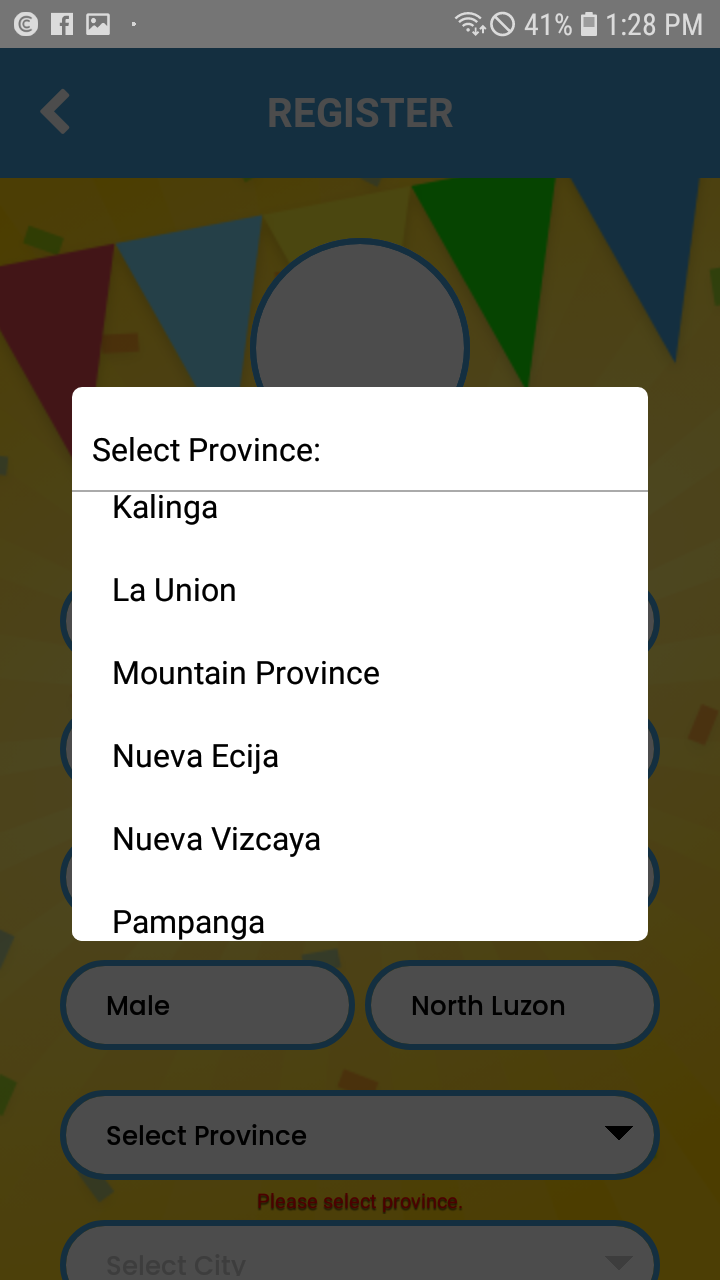 41% 1:28 PM
REGISTER
Select Province:
Kalinga
La Union
Mountain Province
Nueva Ecija
Nueva Vizcaya
Pampanga
Male North Luzon
Select Province
Please select province.
Select City